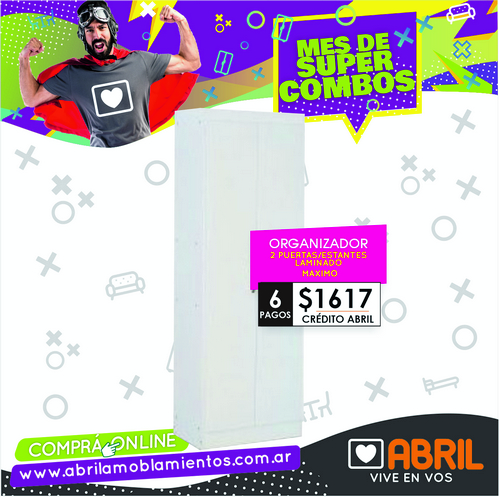 MES DE
SUPER
COMBOS
ORGANIZADOR
2 PUERTAS/ESTANTES
LAMINADO
MAXIMO
6
PAGOS
$1617
CRÉDITO ABRIL
COMPRÁ ONLINE
www.abrilamoblamientos.com.ar
ABRIL
VIVE EN VOS